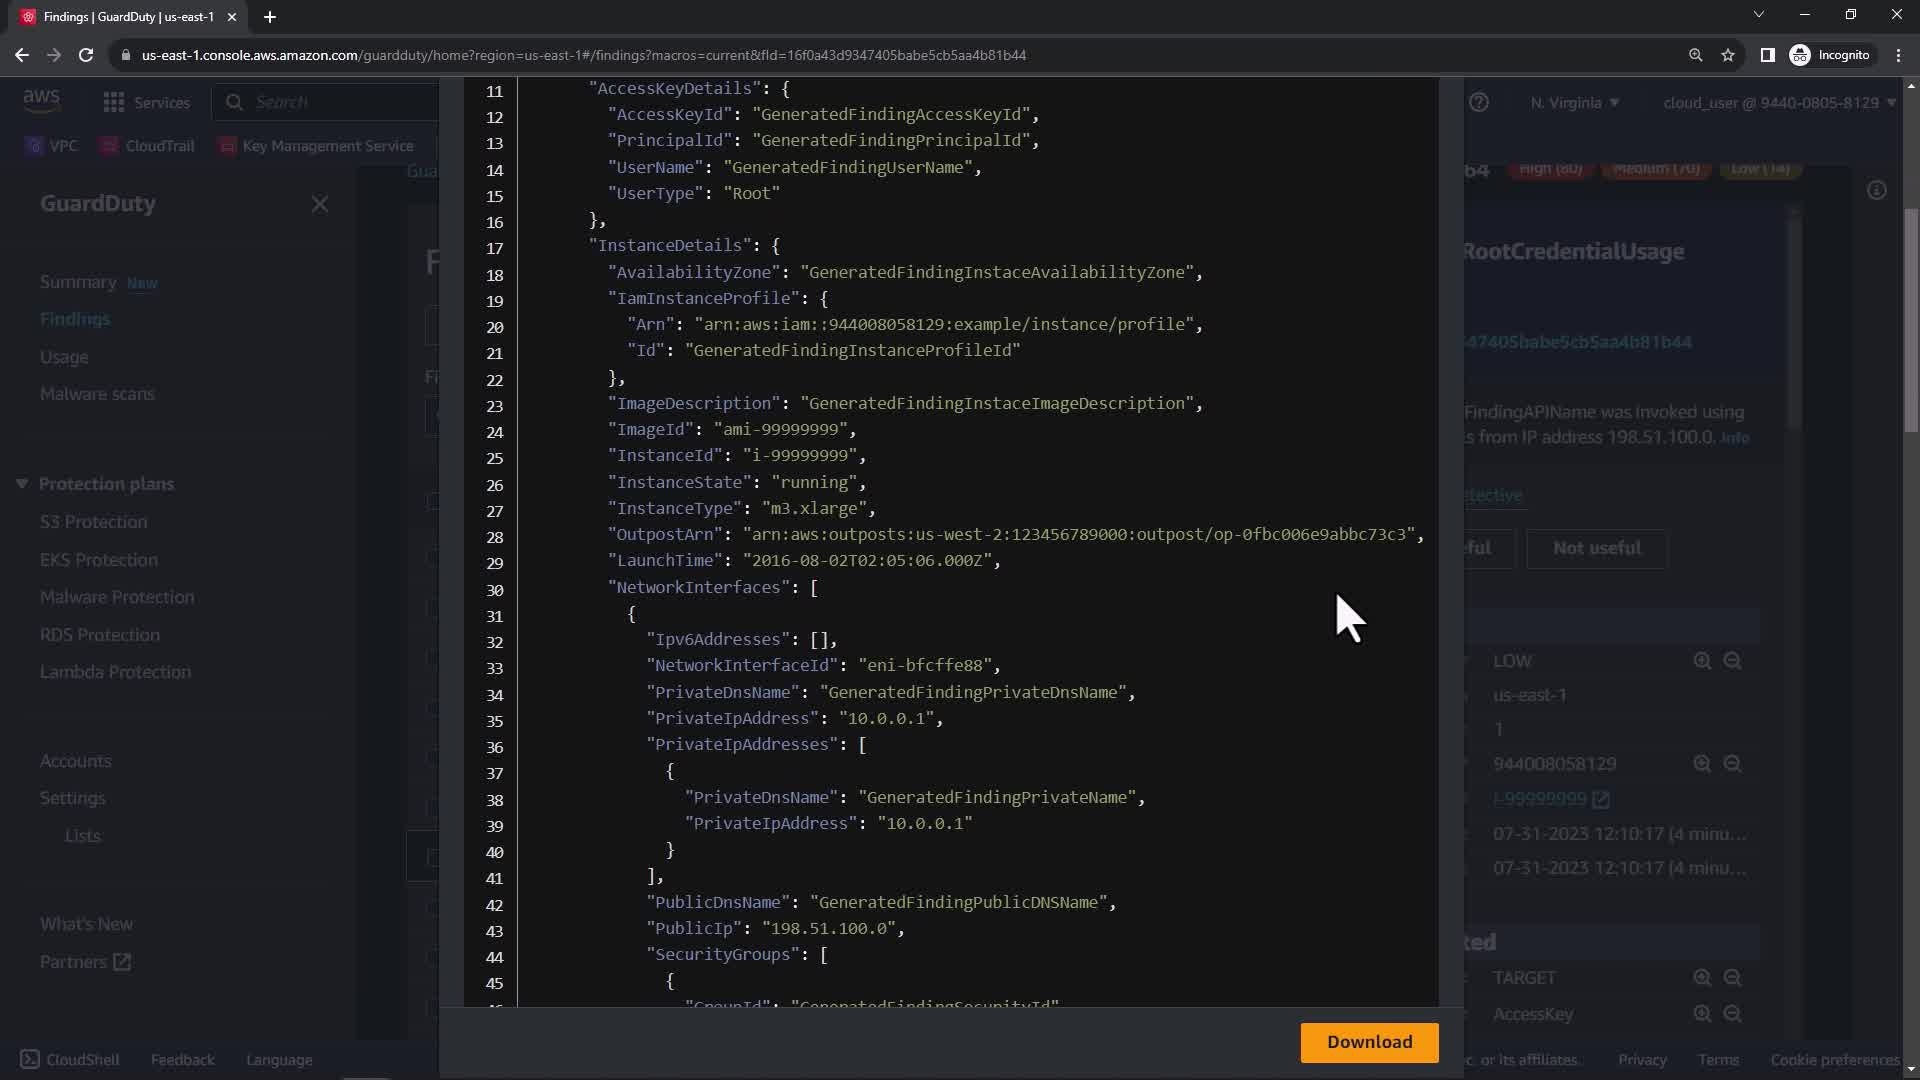 Findings | GuardDuty | us-east-1
us-east-1.console.aws.amazon.com/guardduty/home?region=us-east-1#/findings?macros=current&fId=16f0a43d9347405babe5cb5aa4b81b44
Incognito
aws
Services
Search
N. Virginia
cloud_user @ 9440-0805-8129
VPC
CloudTrail
Key Management Service
GuardDuty
Summary New
Findings
Usage
Malware scans
Protection plans
S3 Protection
EKS Protection
Malware Protection
RDS Protection
Lambda Protection
Accounts
Settings
Lists
What's New
Partners
11 "AccessKeyDetails": {
12 "AccessKeyId": "GeneratedFindingAccessKeyId",
13 "PrincipalId": "GeneratedFindingPrincipalId",
14 "UserName": "GeneratedFindingUserName",
15 "UserType": "Root"
16 },
17 "InstanceDetails": {
18 "AvailabilityZone": "GeneratedFindingInstaceAvailabilityZone",
19 "IamInstanceProfile": {
20 "Arn": "arn:aws:iam::944008058129:example/instance/profile",
21 "Id": "GeneratedFindingInstanceProfileId"
22 },
23 "ImageDescription": "GeneratedFindingInstaceImageDescription",
24 "ImageId": "ami-99999999",
25 "InstanceId": "i-99999999",
26 "InstanceState": "running",
27 "InstanceType": "m3.xlarge",
28 "OutpostArn": "arn:aws:outposts:us-west-2:123456789000:outpost/op-0fbc006e9abbc73c3",
29 "LaunchTime": "2016-08-02T02:05:06.000Z",
30 "NetworkInterfaces": [
31 {
32 "Ipv6Addresses": [],
33 "NetworkInterfaceId": "eni-bfcffe88",
34 "PrivateDnsName": "GeneratedFindingPrivateDnsName",
35 "PrivateIpAddress": "10.0.0.1",
36 "PrivateIpAddresses": [
37 {
38 "PrivateDnsName": "GeneratedFindingPrivateName",
39 "PrivateIpAddress": "10.0.0.1"
40 }
41 ],
42 "PublicDnsName": "GeneratedFindingPublicDNSName",
43 "PublicIp": "198.51.100.0",
44 "SecurityGroups": [
45 {
"GroupId": "GeneratedFindingSecurityId"
Download
High (80) Medium (70) Low (14)
RootCredentialUsage
47405babe5cb5aa4b81b44
FindingAPIName was invoked using
s from IP address 198.51.100.0. Info
Not useful
LOW
us-east-1
1
944008058129
i-99999999
07-31-2023 12:10:17 (4 minu...
07-31-2023 12:10:17 (4 minu...
TARGET
AccessKey
CloudShell
Feedback
Language
or its affiliates.
Privacy
Terms
Cookie preferences